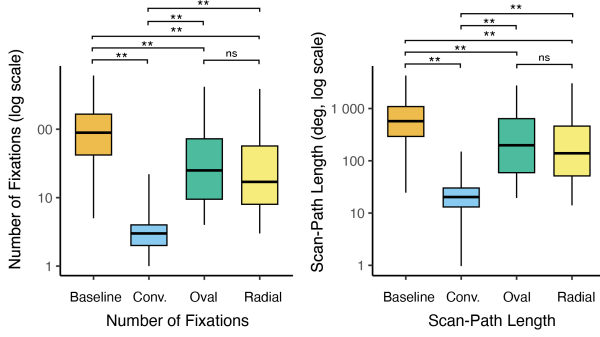 **
**
**
**
**
ns
Number of Fixations (log scale)
00
10
1
Baseline Conv. Oval Radial
Number of Fixations
**
**
**
**
**
ns
Scan-Path Length (deg, log scale)
1 000
100
10
1
Baseline Conv. Oval Radial
Scan-Path Length